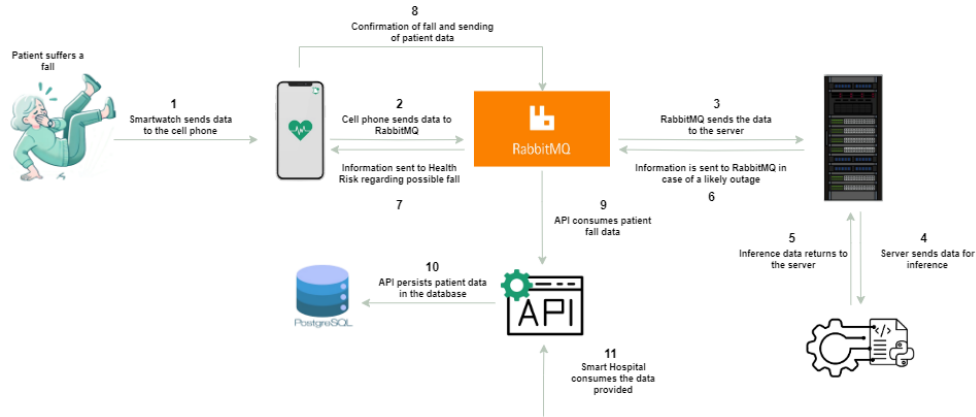 8
Confirmation of fall and sending
of patient data
Patient suffers a
fall
1
Smartwatch sends data
to the cell phone
2
Cell phone sends data to
RabbitMQ
RabbitMQ
3
RabbitMQ sends the data
to the server
Information sent to Health
Risk regarding possible fall
7
Information is sent to RabbitMQ in
case of a likely outage
6
9
API consumes patient
fall data
5
Inference data returns to
the server
4
Server sends data for
inference
10
API persists patient data
in the database
PostgreSQL
API
</>
11
Smart Hospital
consumes the data
provided